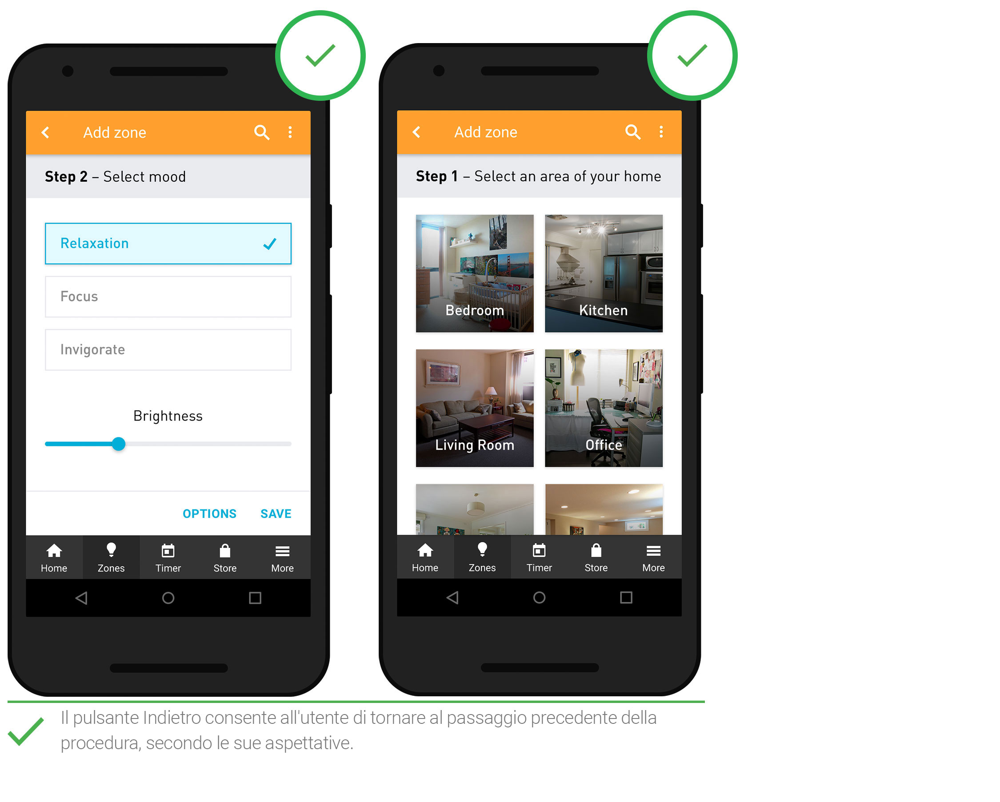 Add zone
Step 2 – Select mood
Relaxation
Focus
Invigorate
Brightness
OPTIONS SAVE
Home Zones Timer Store More
Add zone
Step 1 – Select an area of your home
Bedroom Kitchen
Living Room Office
Home Zones Timer Store More
Il pulsante Indietro consente all'utente di tornare al passaggio precedente della
procedura, secondo le sue aspettative.